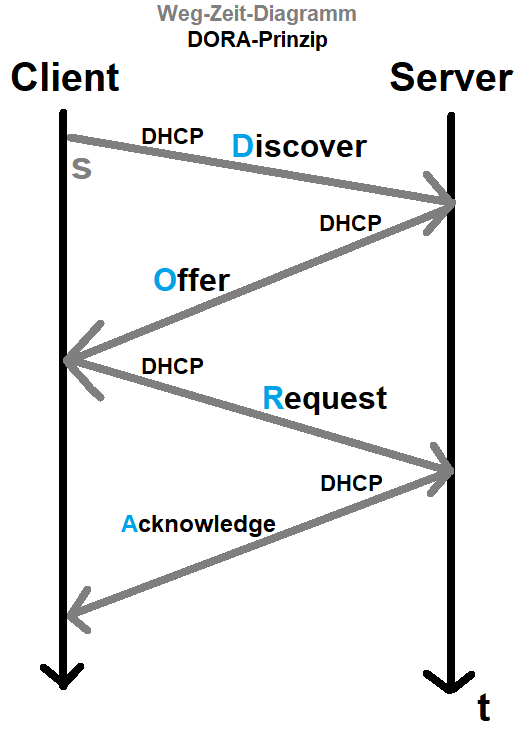 Weg-Zeit-Diagramm
DORA-Prinzip
Client Server
DHCP Discover
s
DHCP
Offer
DHCP
Request
DHCP
Acknowledge
t